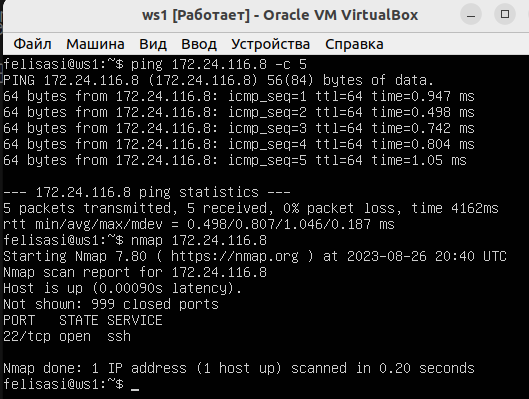 ws1 [Работает] - Oracle VM VirtualBox
Файл Машина Вид Ввод Устройства Справка
felisasi@ws1:~$ ping 172.24.116.8 -c 5
PING 172.24.116.8 (172.24.116.8) 56(84) bytes of data.
64 bytes from 172.24.116.8: icmp_seq=1 ttl=64 time=0.947 ms
64 bytes from 172.24.116.8: icmp_seq=2 ttl=64 time=0.498 ms
64 bytes from 172.24.116.8: icmp_seq=3 ttl=64 time=0.742 ms
64 bytes from 172.24.116.8: icmp_seq=4 ttl=64 time=0.804 ms
64 bytes from 172.24.116.8: icmp_seq=5 ttl=64 time=1.05 ms
--- 172.24.116.8 ping statistics ---
5 packets transmitted, 5 received, 0% packet loss, time 4162ms
rtt min/avg/max/mdev = 0.498/0.807/1.046/0.187 ms
felisasi@ws1:~$ nmap 172.24.116.8
Starting Nmap 7.80 ( https://nmap.org ) at 2023-08-26 20:40 UTC
Nmap scan report for 172.24.116.8
Host is up (0.00090s latency).
Not shown: 999 closed ports
PORT STATE SERVICE
22/tcp open ssh
Nmap done: 1 IP address (1 host up) scanned in 0.20 seconds
felisasi@ws1:~$ _